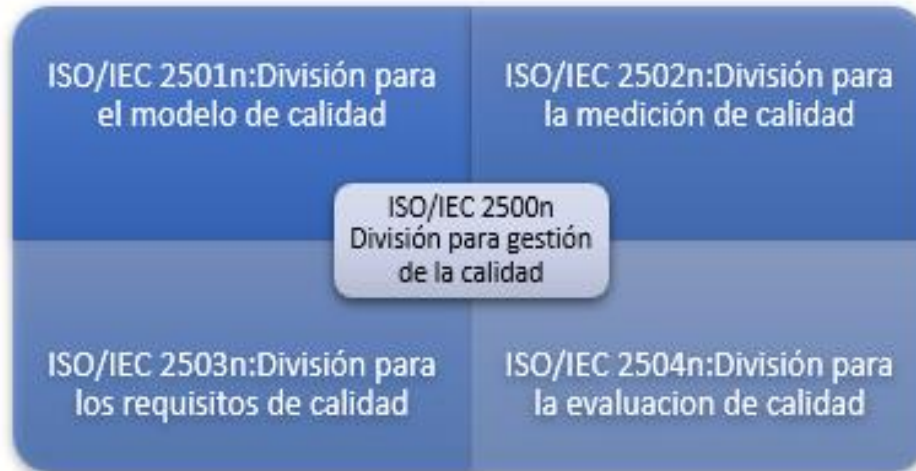 ISO/IEC 2501n:División para
el modelo de calidad
ISO/IEC 2502n:División para
la medición de calidad
ISO/IEC 2500n
División para gestión
de la calidad
ISO/IEC 2503n:División para
los requisitos de calidad
ISO/IEC 2504n:División para
la evaluacion de calidad